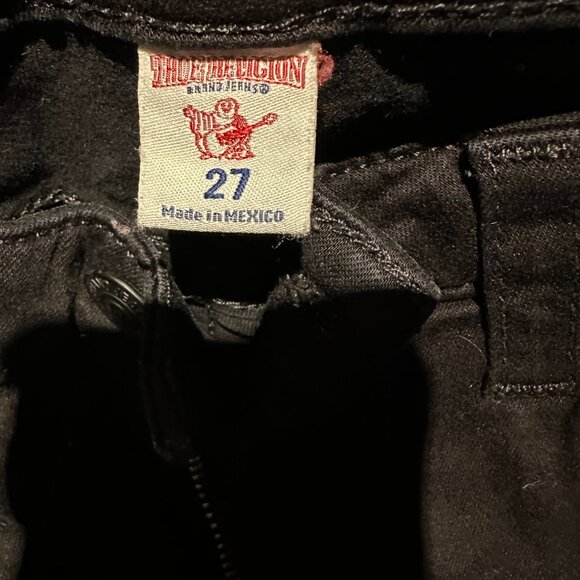 TRUE RELIGION
BRAND JEANS®
27
Made in MEXICO